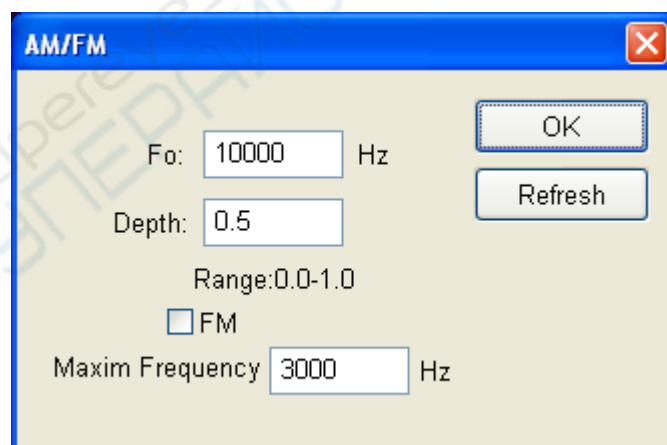 AM/FM
Fo: 10000 Hz
OK
Refresh
Depth: 0.5
Range:0.0-1.0
FM
Maxim Frequency 3000 Hz